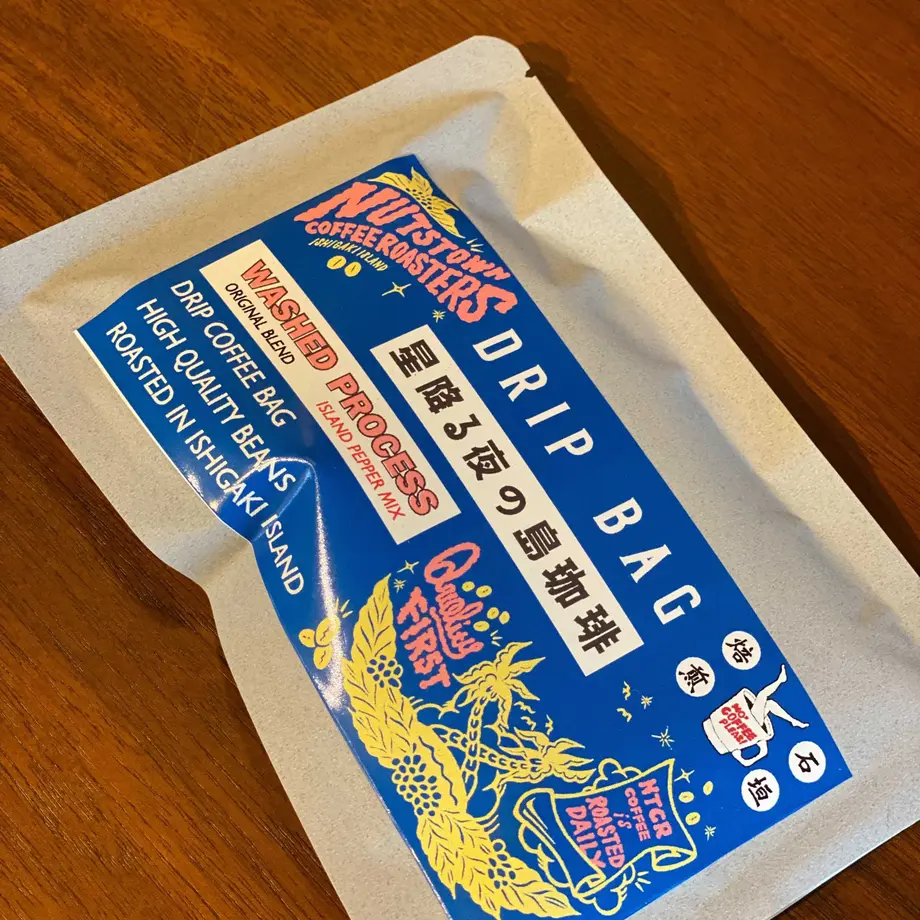 NUTSTOWN
COFFEE ROASTERS
ISHIGAKI ISLAND
DRIP BAG
星降る夜の島珈琲
WASHED PROCESS
ORIGINAL BLEND
ISLAND PEPPER MIX
DRIP COFFEE BAG
HIGH QUALITY BEANS
ROASTED IN ISHIGAKI ISLAND
Quality
FIRST
焙煎
石垣
COFFEE
PLEASE
NTCR
COFFEE
iS
ROASTED
DAILY